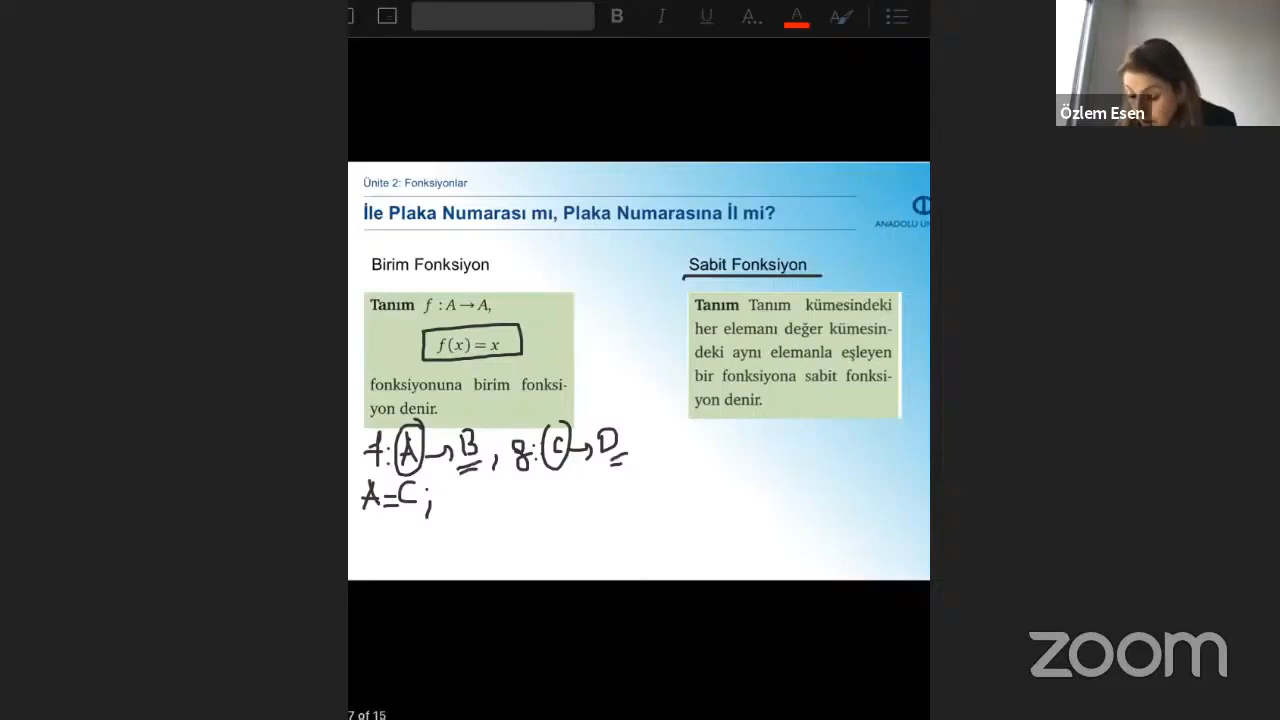 B I U A.. A
Özlem Esen
Ünite 2: Fonksiyonlar
İle Plaka Numarası mı, Plaka Numarasına İl mi?
ANADOLU ÜN
Birim Fonksiyon
Sabit Fonksiyon
Tanım f : A → A,
f(x) = x
fonksiyonuna birim fonksi-
yon denir.
Tanım Tanım kümesindeki
her elemanı değer kümesin-
deki aynı elemanla eşleyen
bir fonksiyona sabit fonksi-
yon denir.
f: A → B, g: C → D
A = C;
zoom
7 of 15